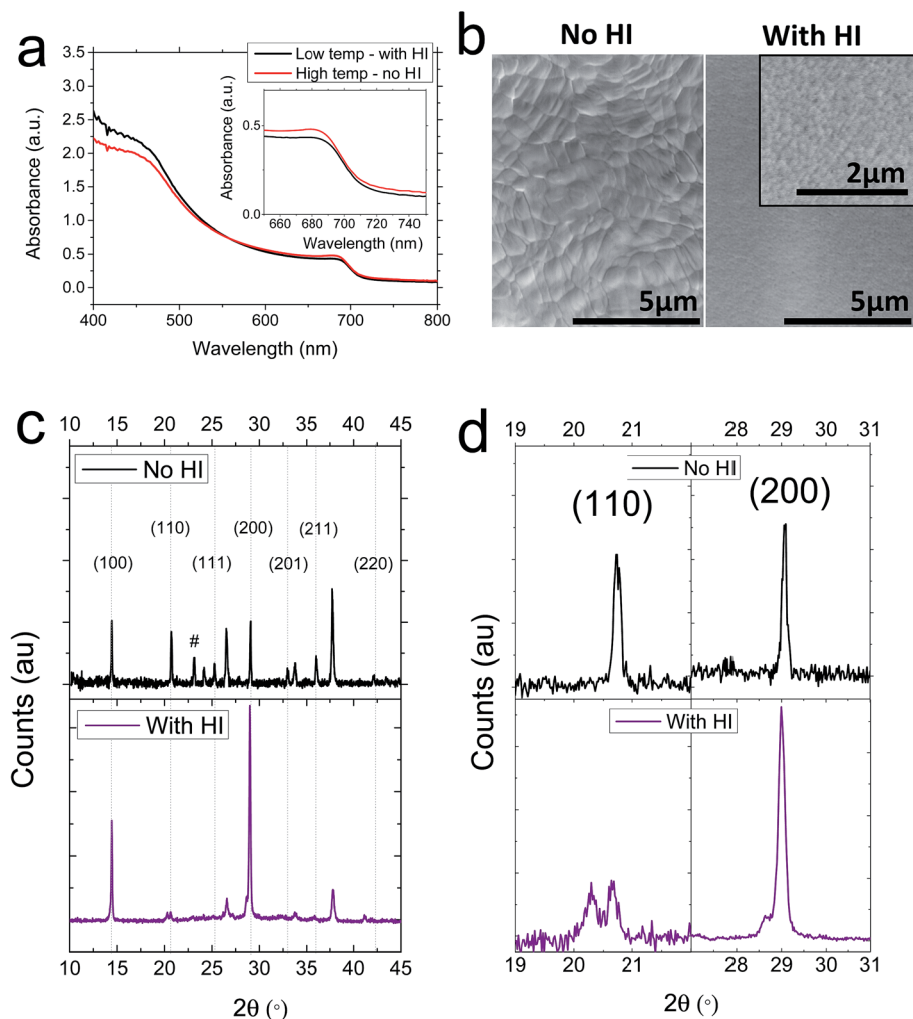 a
3.5
3.0
2.5
2.0
1.5
1.0
0.5
0.0
Absorbance (a.u.)
400 500 600 700 800
Wavelength (nm)
Low temp - with HI
High temp - no HI
Absorbance (a.u.)
0.5
0.0
660 680 700 720 740
Wavelength (nm)
b
No HI With HI
2μm
5μm 5μm
c
10 15 20 25 30 35 40 45
No HI
(110) (200) (211)
(100) (111) (201) (220)
#
Counts (au)
With HI
10 15 20 25 30 35 40 45
2θ (°)
d
19 20 21 28 29 30 31
No HI
(110) (200)
Counts (au)
With HI
19 20 21 28 29 30 31
2θ (°)